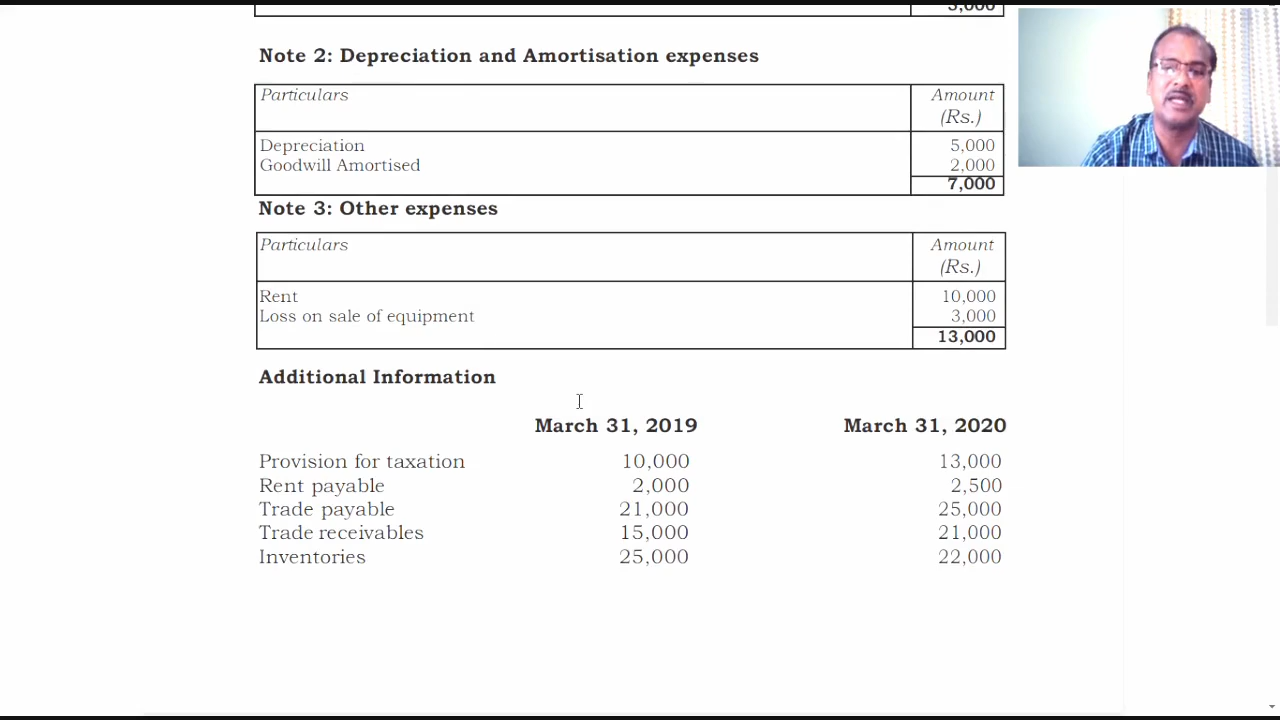 3,000
Note 2: Depreciation and Amortisation expenses
Particulars Amount
(Rs.)
Depreciation 5,000
Goodwill Amortised 2,000
7,000
Note 3: Other expenses
Particulars Amount
(Rs.)
Rent 10,000
Loss on sale of equipment 3,000
13,000
Additional Information
March 31, 2019 March 31, 2020
Provision for taxation 10,000 13,000
Rent payable 2,000 2,500
Trade payable 21,000 25,000
Trade receivables 15,000 21,000
Inventories 25,000 22,000